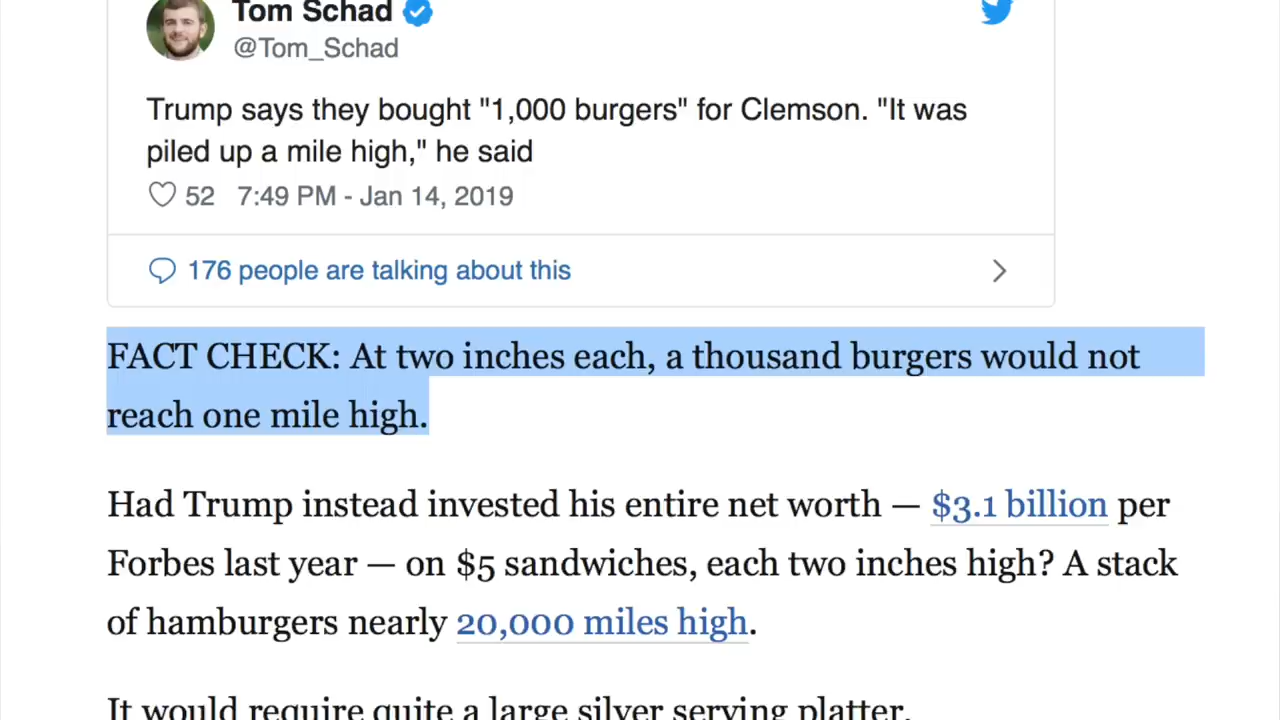 Tom Schad
@Tom_Schad
Trump says they bought "1,000 burgers" for Clemson. "It was
piled up a mile high," he said
52 7:49 PM - Jan 14, 2019
176 people are talking about this
FACT CHECK: At two inches each, a thousand burgers would not
reach one mile high.
Had Trump instead invested his entire net worth — $3.1 billion per
Forbes last year — on $5 sandwiches, each two inches high? A stack
of hamburgers nearly 20,000 miles high.
It would require quite a large silver serving platter.